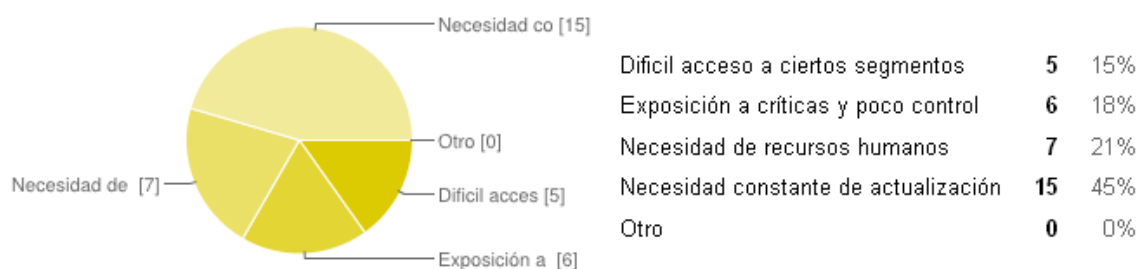 Necesidad co [15]
Otro [0]
Dificil acces [5]
Exposición a [6]
Necesidad de [7]
Dificil acceso a ciertos segmentos 5 15%
Exposición a críticas y poco control 6 18%
Necesidad de recursos humanos 7 21%
Necesidad constante de actualización 15 45%
Otro 0 0%